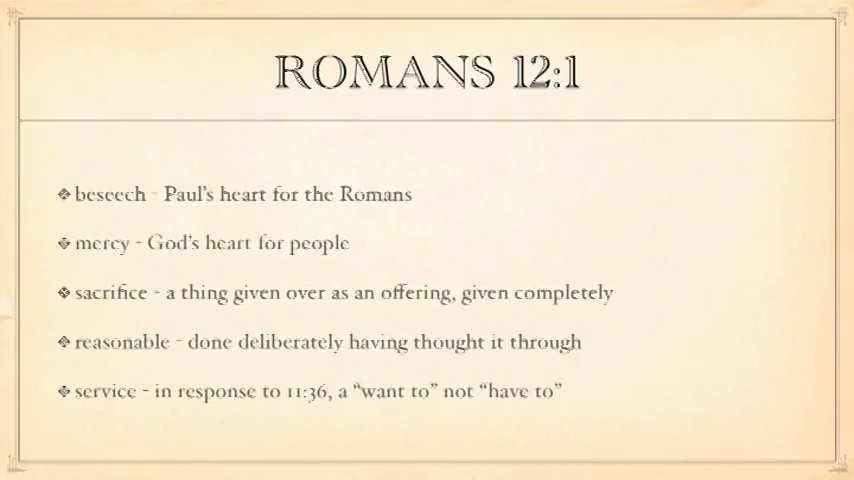 ROMANS 12:1
beseech - Paul's heart for the Romans
mercy - God's heart for people
sacrifice - a thing given over as an offering, given completely
reasonable - done deliberately having thought it through
service - in response to 11:36, a “want to” not “have to”